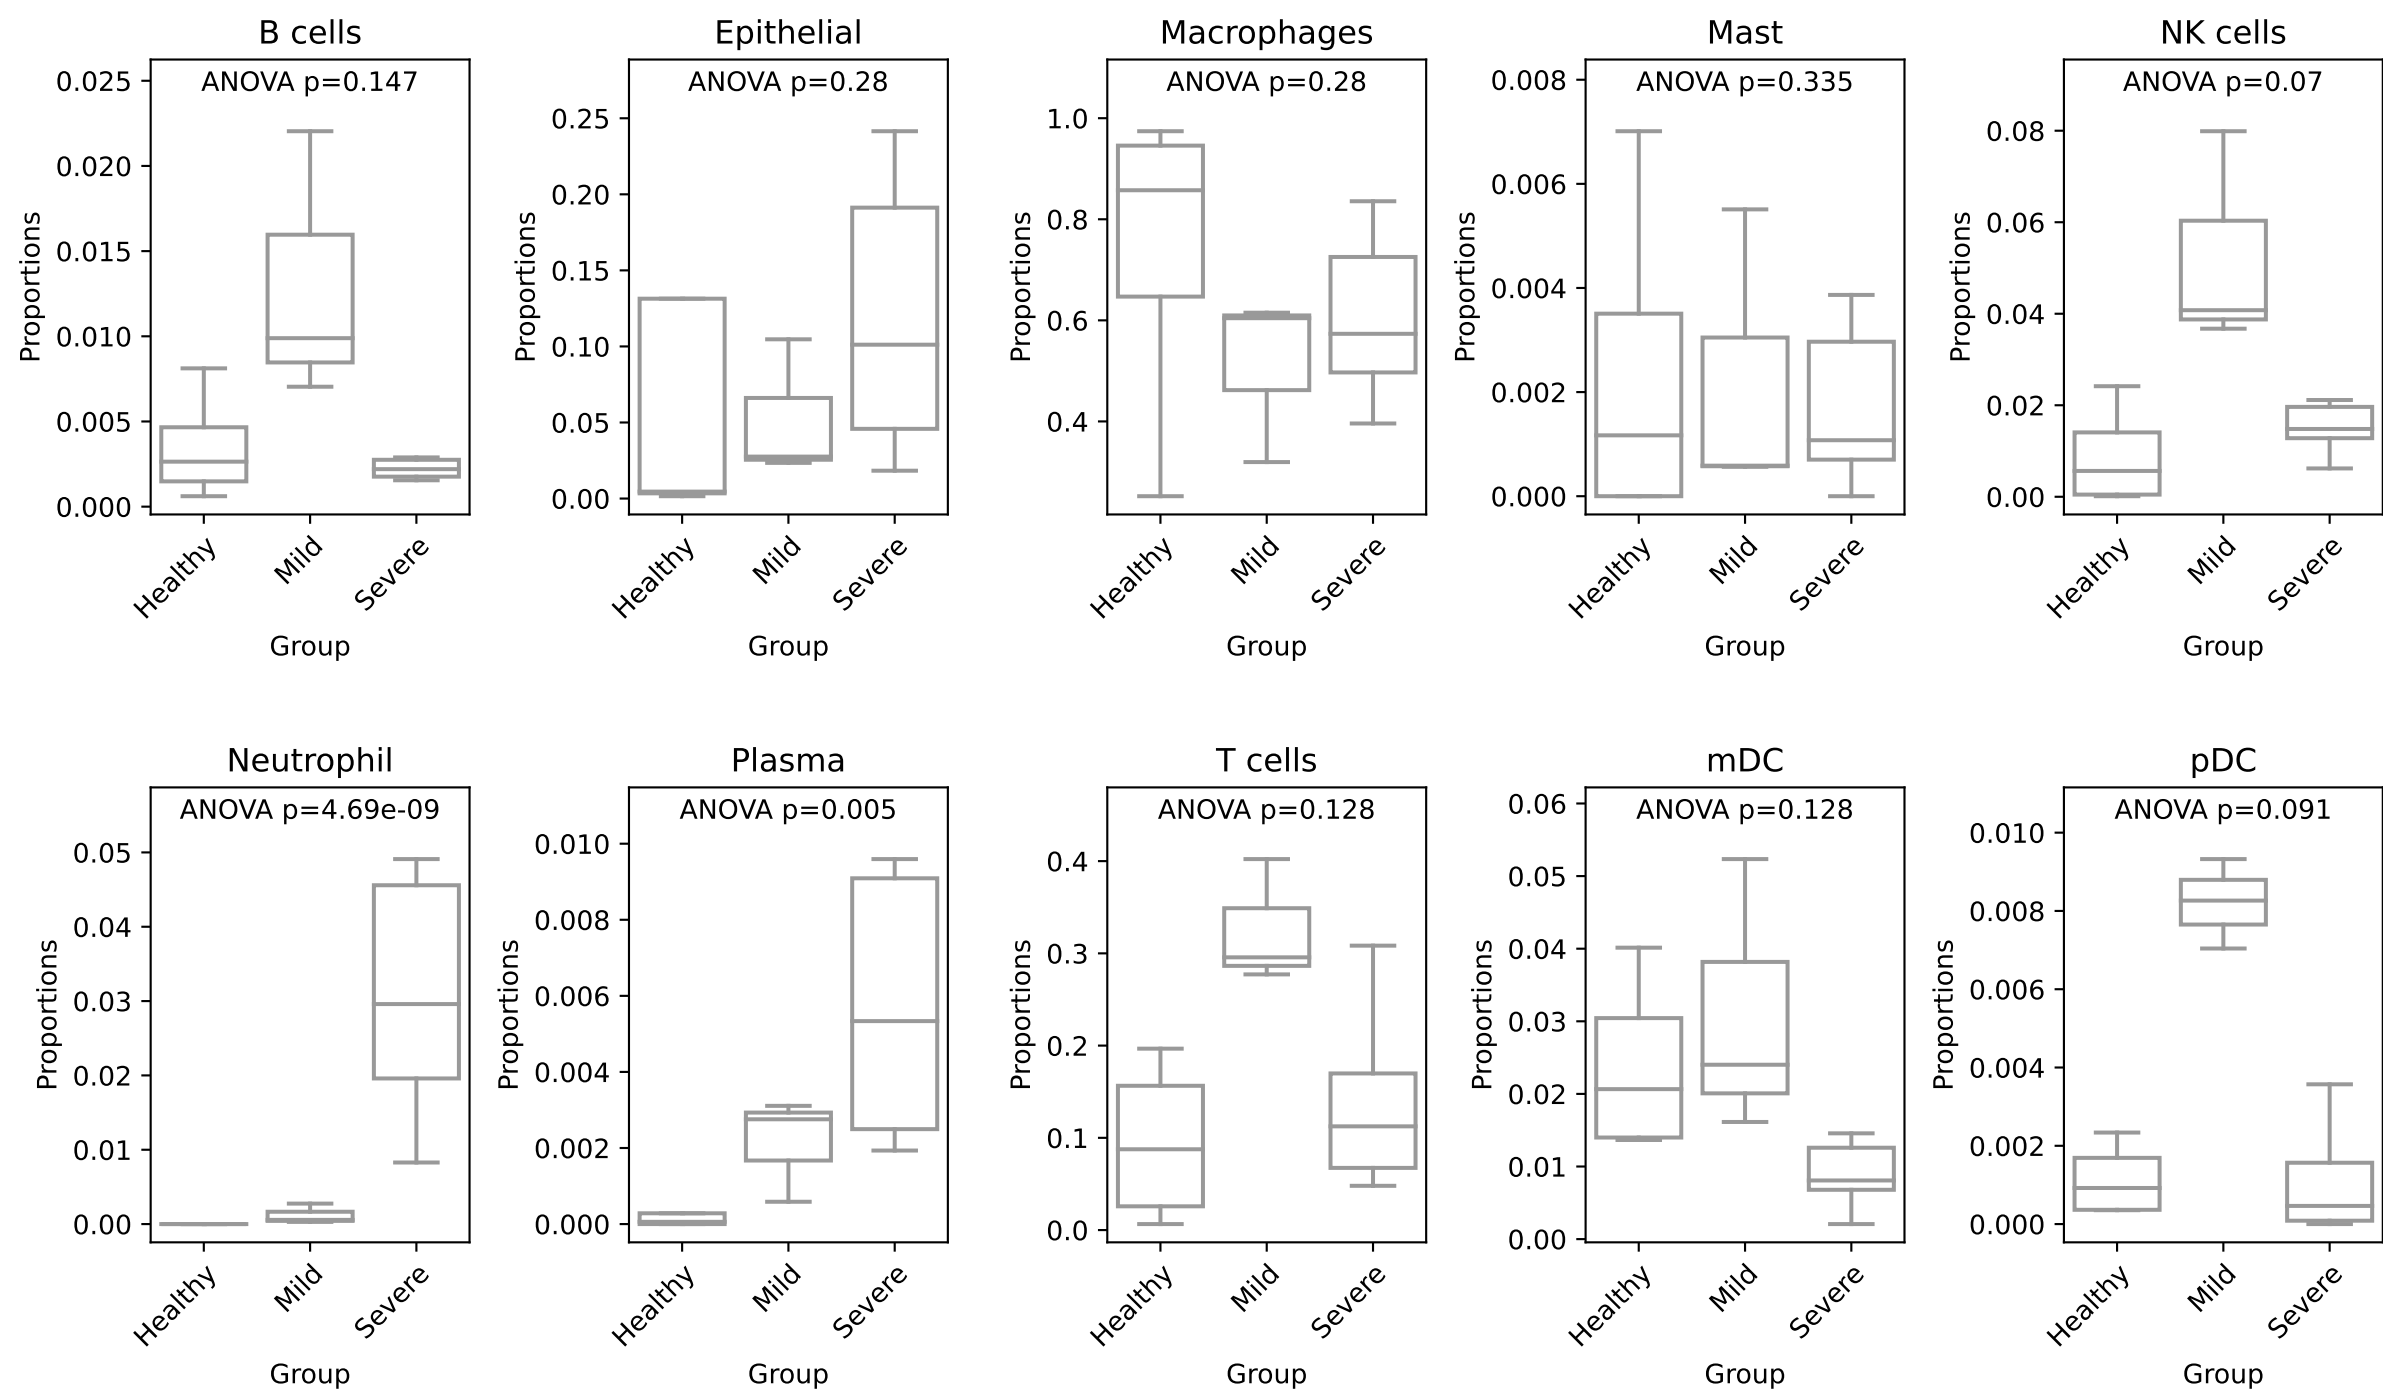 B cells
ANOVA p=0.147
0.025
0.020
0.015
0.010
0.005
0.000
Proportions
Healthy
Mild
Severe
Group
Epithelial
ANOVA p=0.28
0.25
0.20
0.15
0.10
0.05
0.00
Proportions
Healthy
Mild
Severe
Group
Macrophages
ANOVA p=0.28
1.0
0.8
0.6
0.4
Proportions
Healthy
Mild
Severe
Group
Mast
ANOVA p=0.335
0.008
0.006
0.004
0.002
0.000
Proportions
Healthy
Mild
Severe
Group
NK cells
ANOVA p=0.07
0.08
0.06
0.04
0.02
0.00
Proportions
Healthy
Mild
Severe
Group
Neutrophil
ANOVA p=4.69e-09
0.05
0.04
0.03
0.02
0.01
0.00
Proportions
Healthy
Mild
Severe
Group
Plasma
ANOVA p=0.005
0.010
0.008
0.006
0.004
0.002
0.000
Proportions
Healthy
Mild
Severe
Group
T cells
ANOVA p=0.128
0.4
0.3
0.2
0.1
0.0
Proportions
Healthy
Mild
Severe
Group
mDC
ANOVA p=0.128
0.06
0.05
0.04
0.03
0.02
0.01
0.00
Proportions
Healthy
Mild
Severe
Group
pDC
ANOVA p=0.091
0.010
0.008
0.006
0.004
0.002
0.000
Proportions
Healthy
Mild
Severe
Group